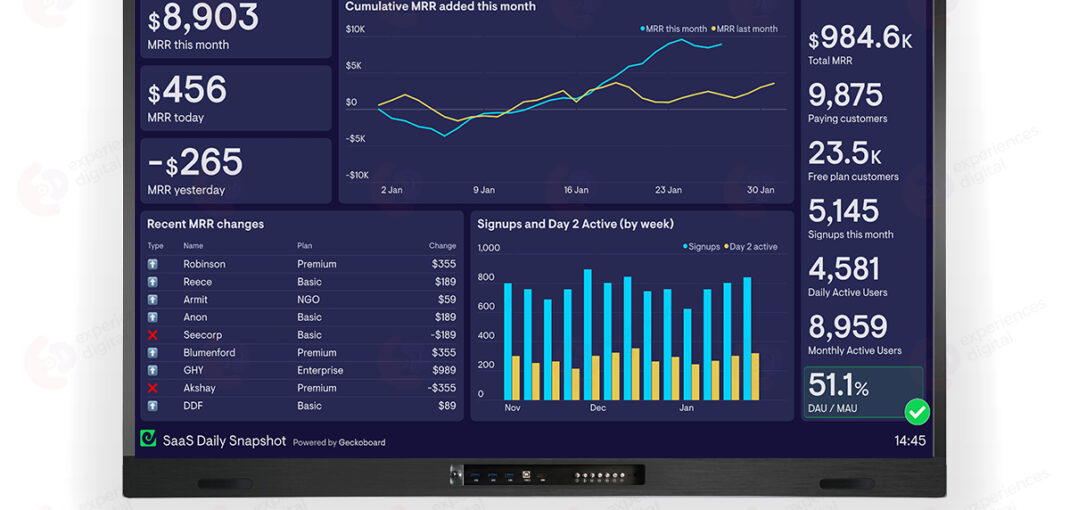 $8,903
MRR this month
$456
MRR today
-$265
MRR yesterday
Cumulative MRR added this month
MRR this month
MRR last month
$10K
$5K
$0
-$5K
-$10K
2 Jan
9 Jan
16 Jan
23 Jan
30 Jan
$984.6K
Total MRR
9,875
Paying customers
23.5K
Free plan customers
5,145
Signups this month
4,581
Daily Active Users
8,959
Monthly Active Users
51.1%
DAU / MAU
Recent MRR changes
Type Name Plan Change
Robinson Premium $355
Reece Basic $189
Armit NGO $59
Anon Basic $189
Seecorp Basic -$189
Blumenford Premium $355
GHY Enterprise $989
Akshay Premium -$355
DDF Basic $89
Signups and Day 2 Active (by week)
Signups
Day 2 active
1,000
800
600
400
200
0
Nov
Dec
Jan
SaaS Daily Snapshot Powered by Geckoboard
14:45
experiences
digital
experiences
digital
experiences
digital
experiences
digital